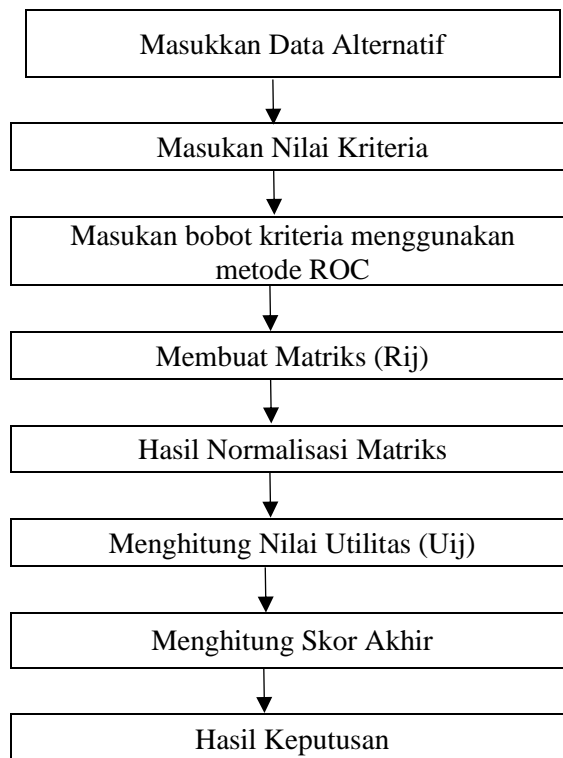 Masukkan Data Alternatif
Masukan Nilai Kriteria
Masukan bobot kriteria menggunakan
metode ROC
Membuat Matriks (Rij)
Hasil Normalisasi Matriks
Menghitung Nilai Utilitas (Uij)
Menghitung Skor Akhir
Hasil Keputusan